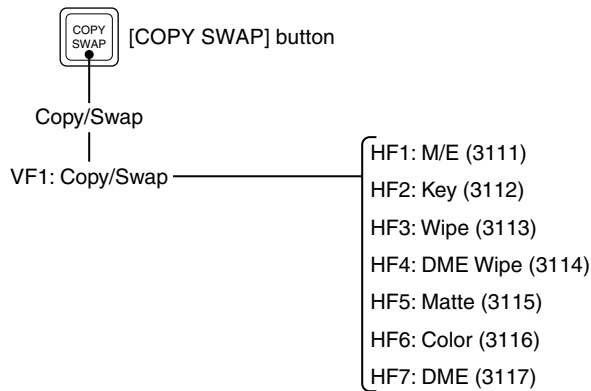 COPY
SWAP
[COPY SWAP] button
Copy/Swap
VF1: Copy/Swap
HF1: M/E (3111)
HF2: Key (3112)
HF3: Wipe (3113)
HF4: DME Wipe (3114)
HF5: Matte (3115)
HF6: Color (3116)
HF7: DME (3117)